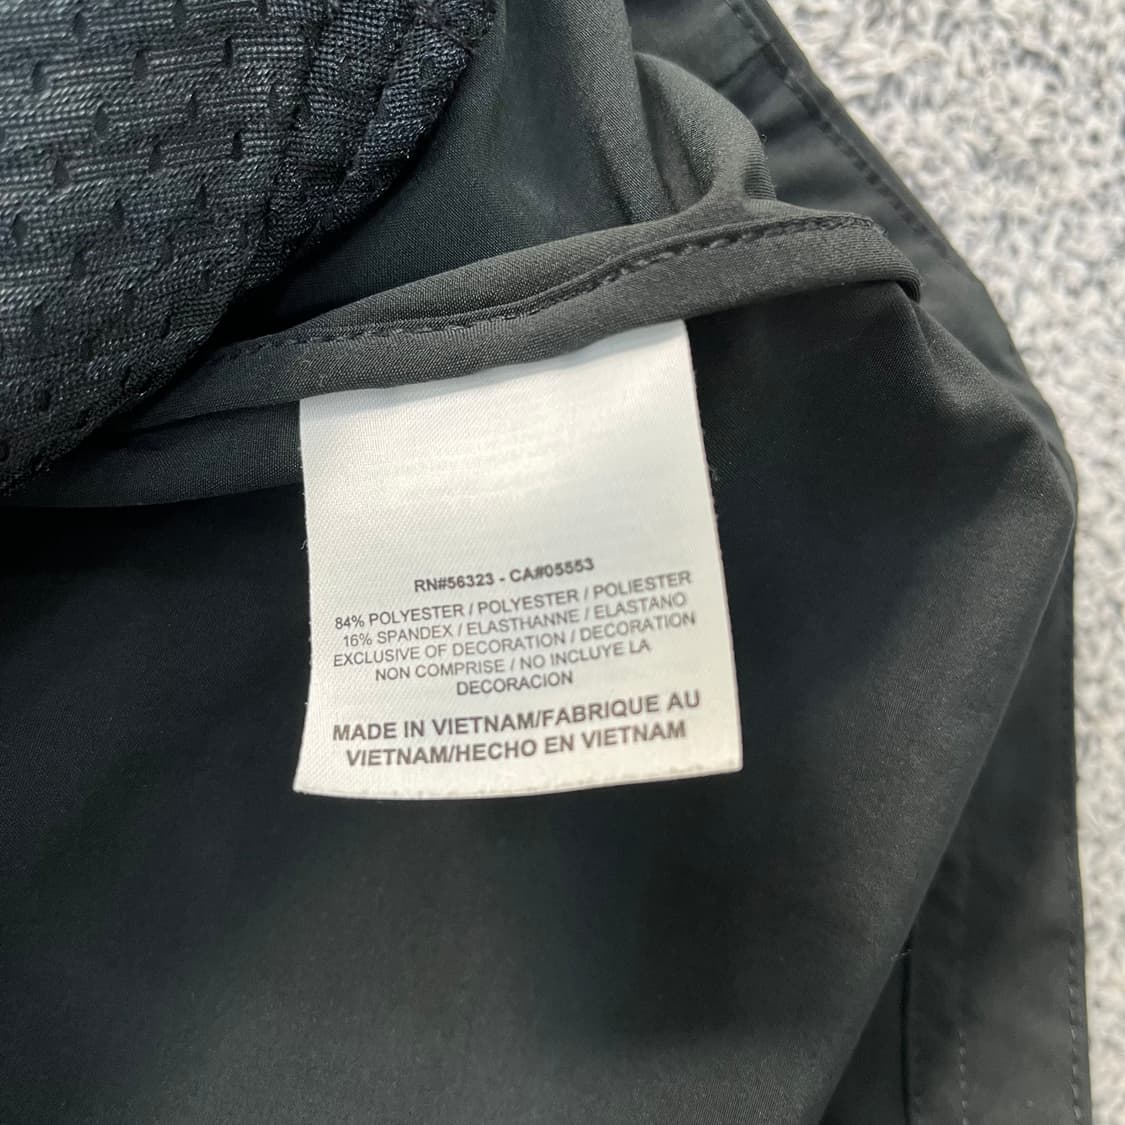 RN#56323 - CA#05553
84% POLYESTER / POLYESTER / POLIESTER
16% SPANDEX / ELASTHANNE / ELASTANO
EXCLUSIVE OF DECORATION / DECORATION
NON COMPRISE / NO INCLUYE LA
DECORACION
MADE IN VIETNAM/FABRIQUE AU
VIETNAM/HECHO EN VIETNAM